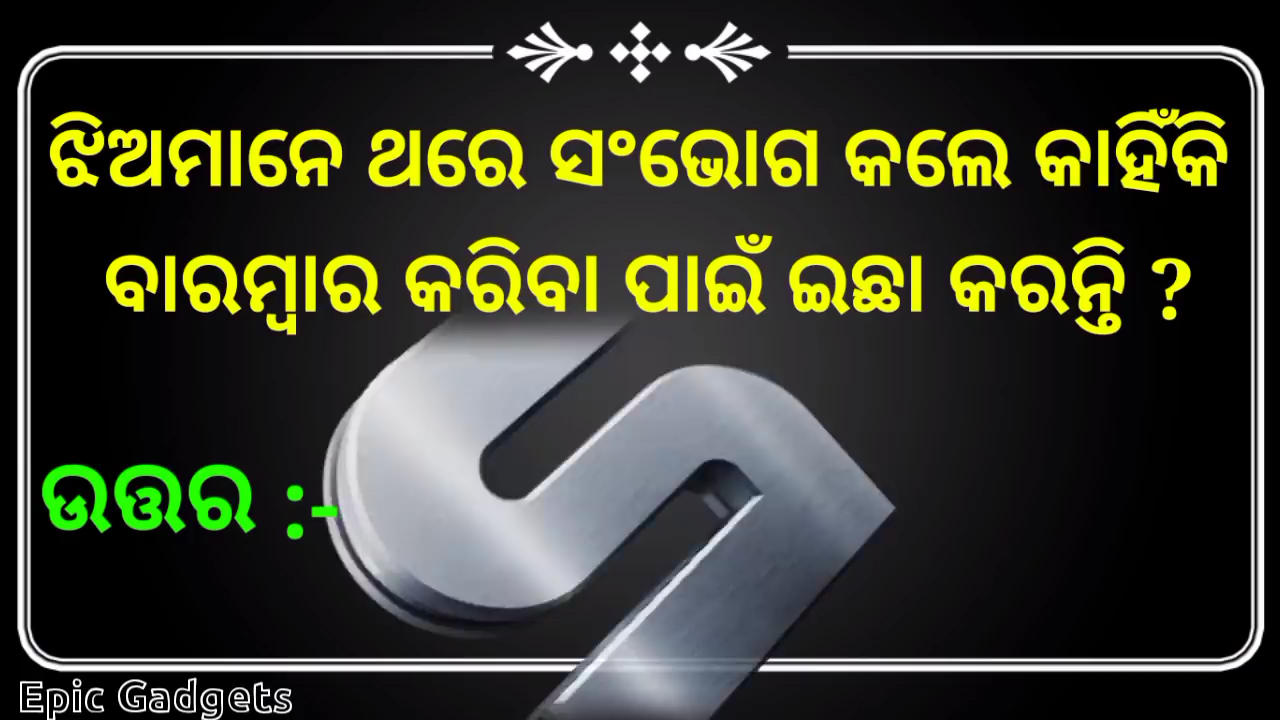 ଝିଅମାନେ ଥରେ ସଂଭୋଗ କଲେ କାହିଁକି
ବାରମ୍ବାର କରିବା ପାଇଁ ଇଛା କରନ୍ତି ?
ଉତ୍ତର :-
Epic Gadgets